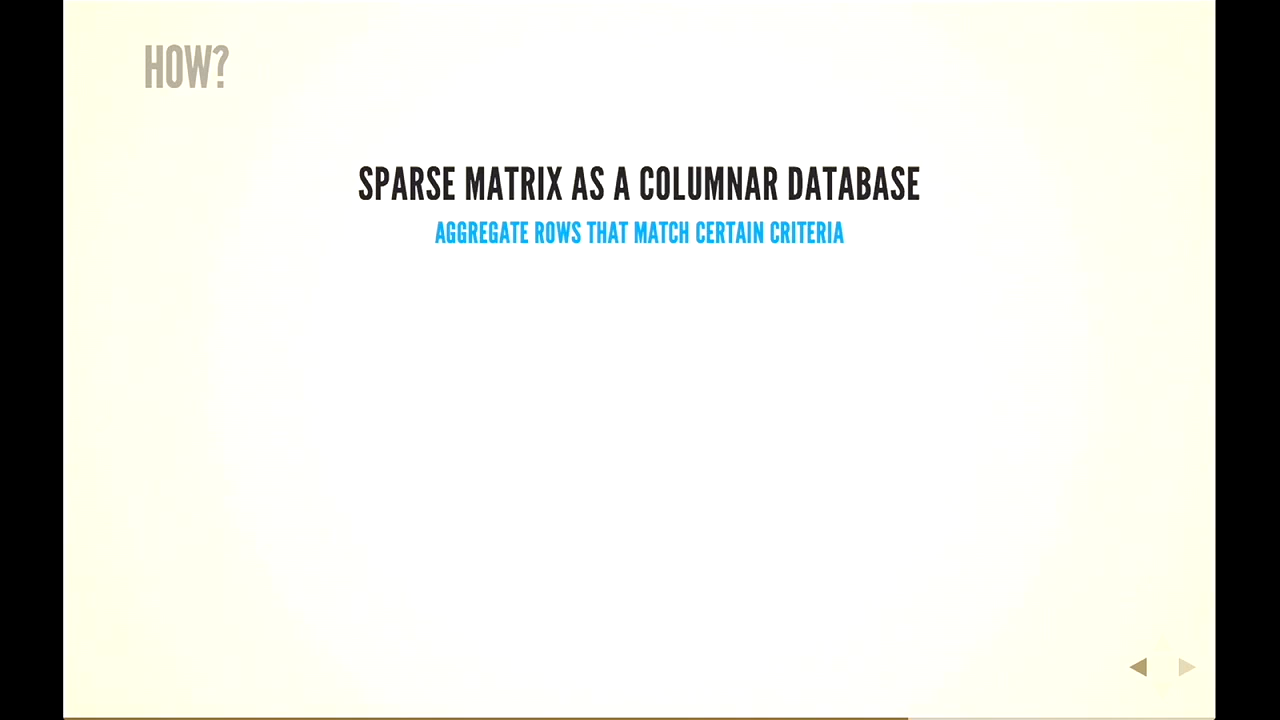 HOW?
SPARSE MATRIX AS A COLUMNAR DATABASE
AGGREGATE ROWS THAT MATCH CERTAIN CRITERIA